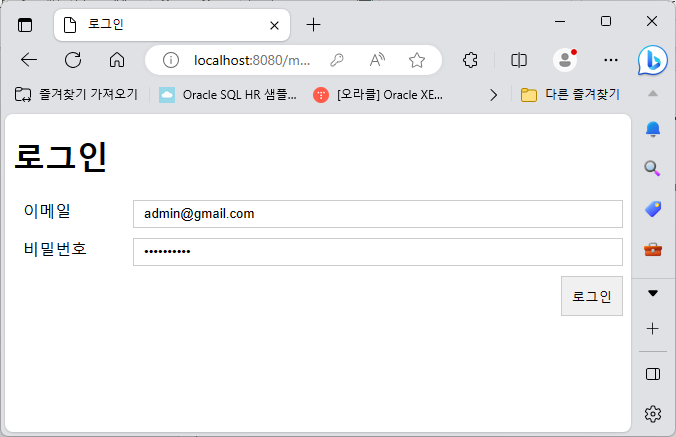 로그인
localhost:8080/m...
즐겨찾기 가져오기
Oracle SQL HR 샘플...
[오라클] Oracle XE...
다른 즐겨찾기
로그인
이메일
admin@gmail.com
비밀번호
••••••••••
로그인